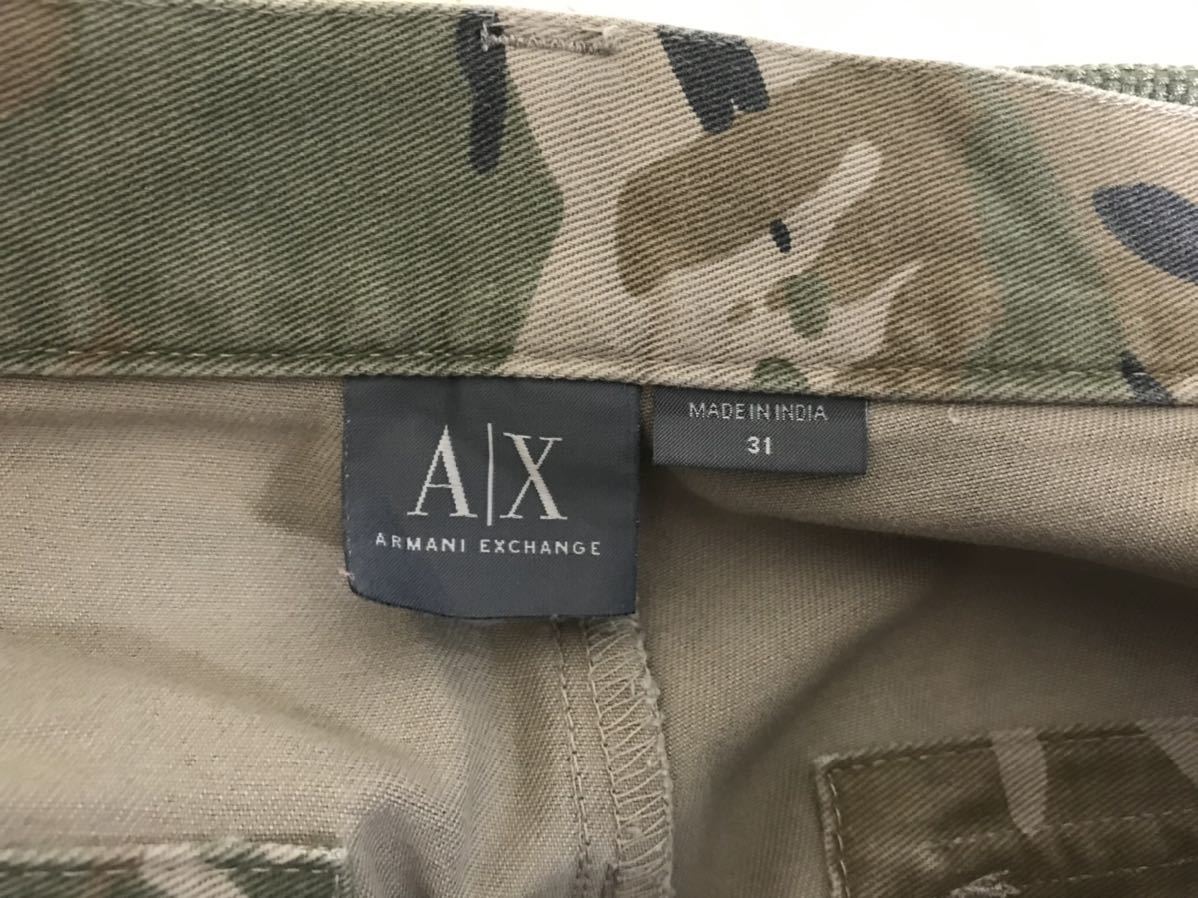 A|X
ARMANI EXCHANGE
MADE IN INDIA
31